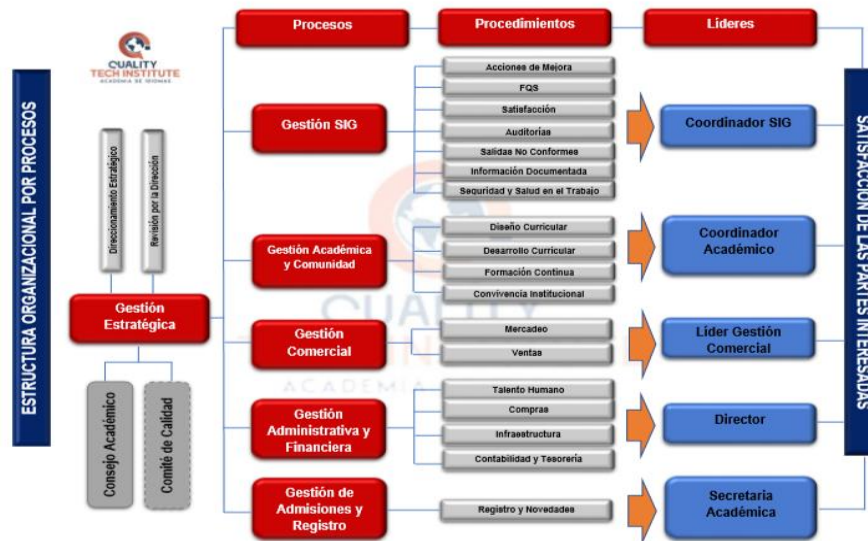 Procesos
Procedimientos
Líderes
QUALITY
TECH INSTITUTE
ACADEMIA DE IDIOMAS
ESTRUCTURA ORGANIZACIONAL POR PROCESOS
Direccionamiento Estratégico
Revisión por la Dirección
Gestión
Estratégica
Consejo Académico
Comité de Calidad
Gestión SIG
Acciones de Mejora
FQS
Satisfacción
Auditorías
Salidas No Conformes
Información Documentada
Seguridad y Salud en el Trabajo
Coordinador SIG
Gestión Académica
y Comunidad
Diseño Curricular
Desarrollo Curricular
Formación Continua
Convivencia Institucional
Coordinador
Académico
Gestión
Comercial
Mercadeo
Ventas
Líder Gestión
Comercial
Gestión
Administrativa y
Financiera
Talento Humano
Compras
Infraestructura
Contabilidad y Tesorería
Director
Gestión de
Admisiones y
Registro
Registro y Novedades
Secretaria
Académica
SATISFACCIÓN DE LAS PARTES INTERESADAS